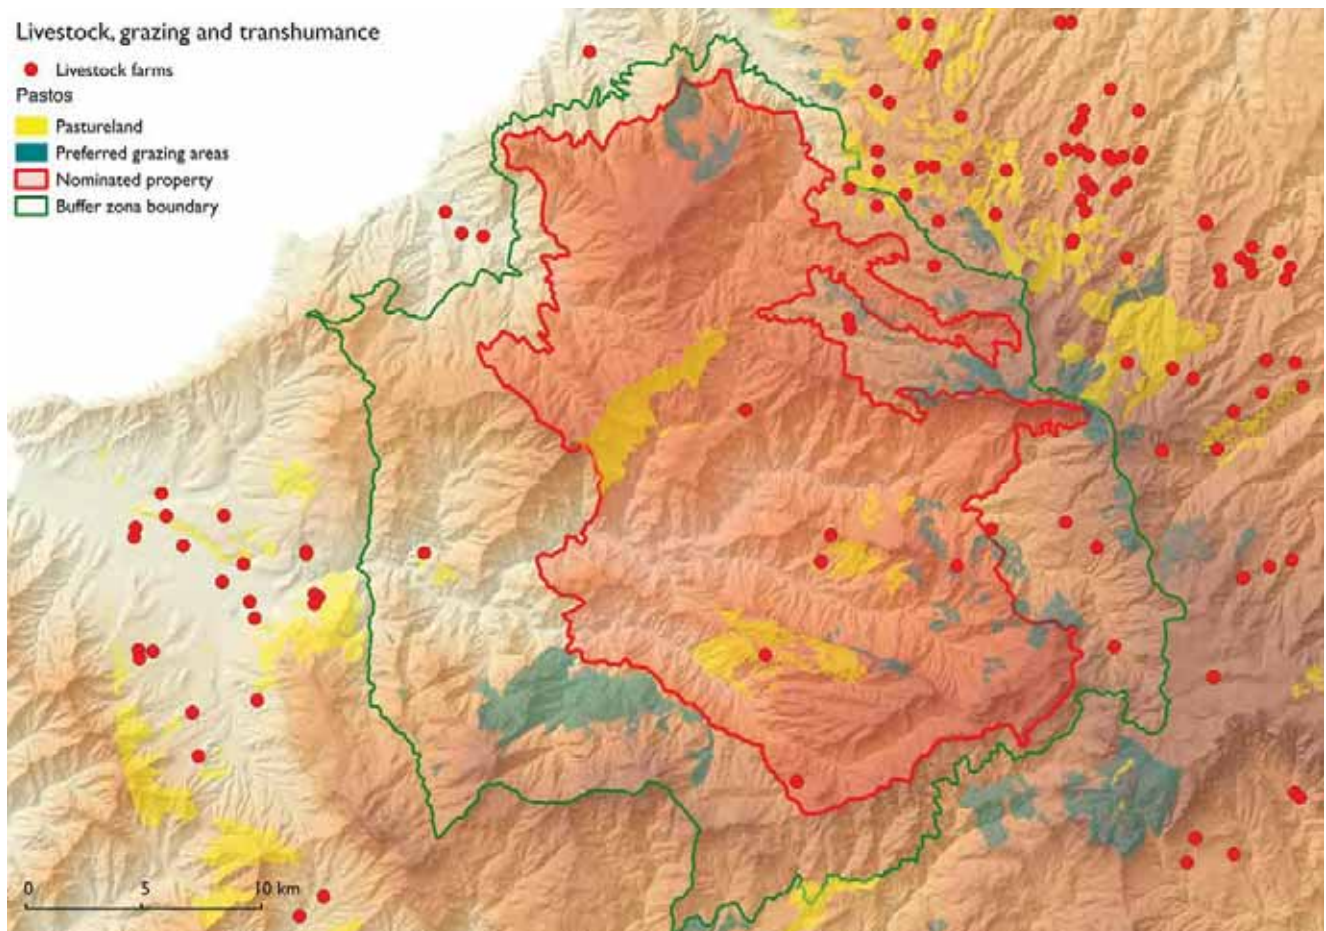 Livestock, grazing and transhumance
Livestock farms
Pastos
Pastureland
Preferred grazing areas
Nominated property
Buffer zona boundary
0 5 10 km